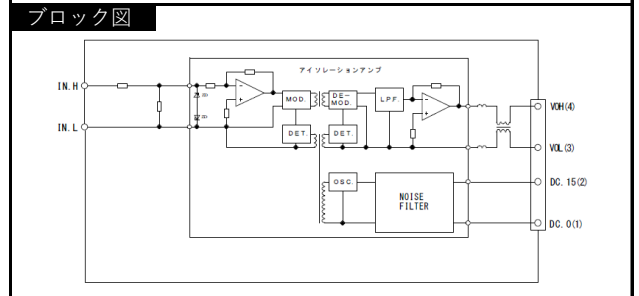 ブロック図
アイソレーションアンプ
IN.H
IN.L
MOD.
DE-
MOD.
L.P.F.
DET.
DET.
OSC.
NOISE
FILTER
VOH(4)
VOL(3)
DC.15(2)
DC.0(1)